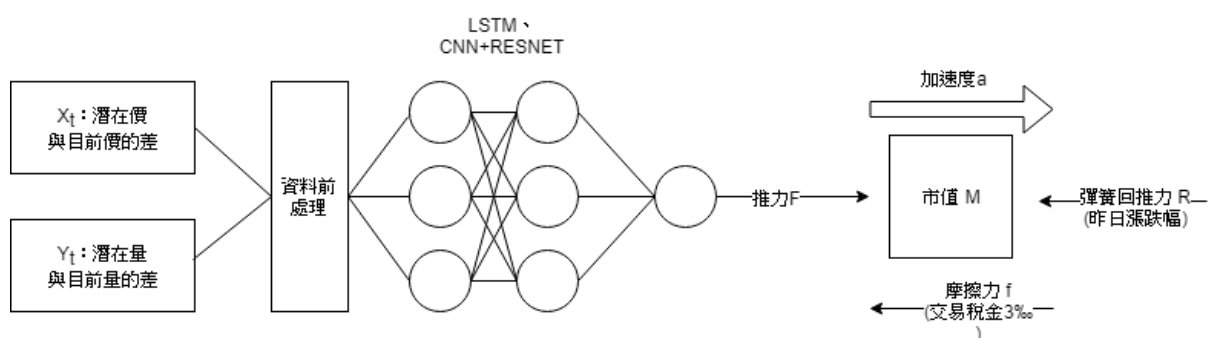 LSTM、
CNN+RESNET
Xt：潛在價
與目前價的差
Yt：潛在量
與目前量的差
資料前
處理
推力F
加速度a
市值 M
彈簧回推力 R
(昨日漲跌幅)
摩擦力 f
(交易稅金3‰
)